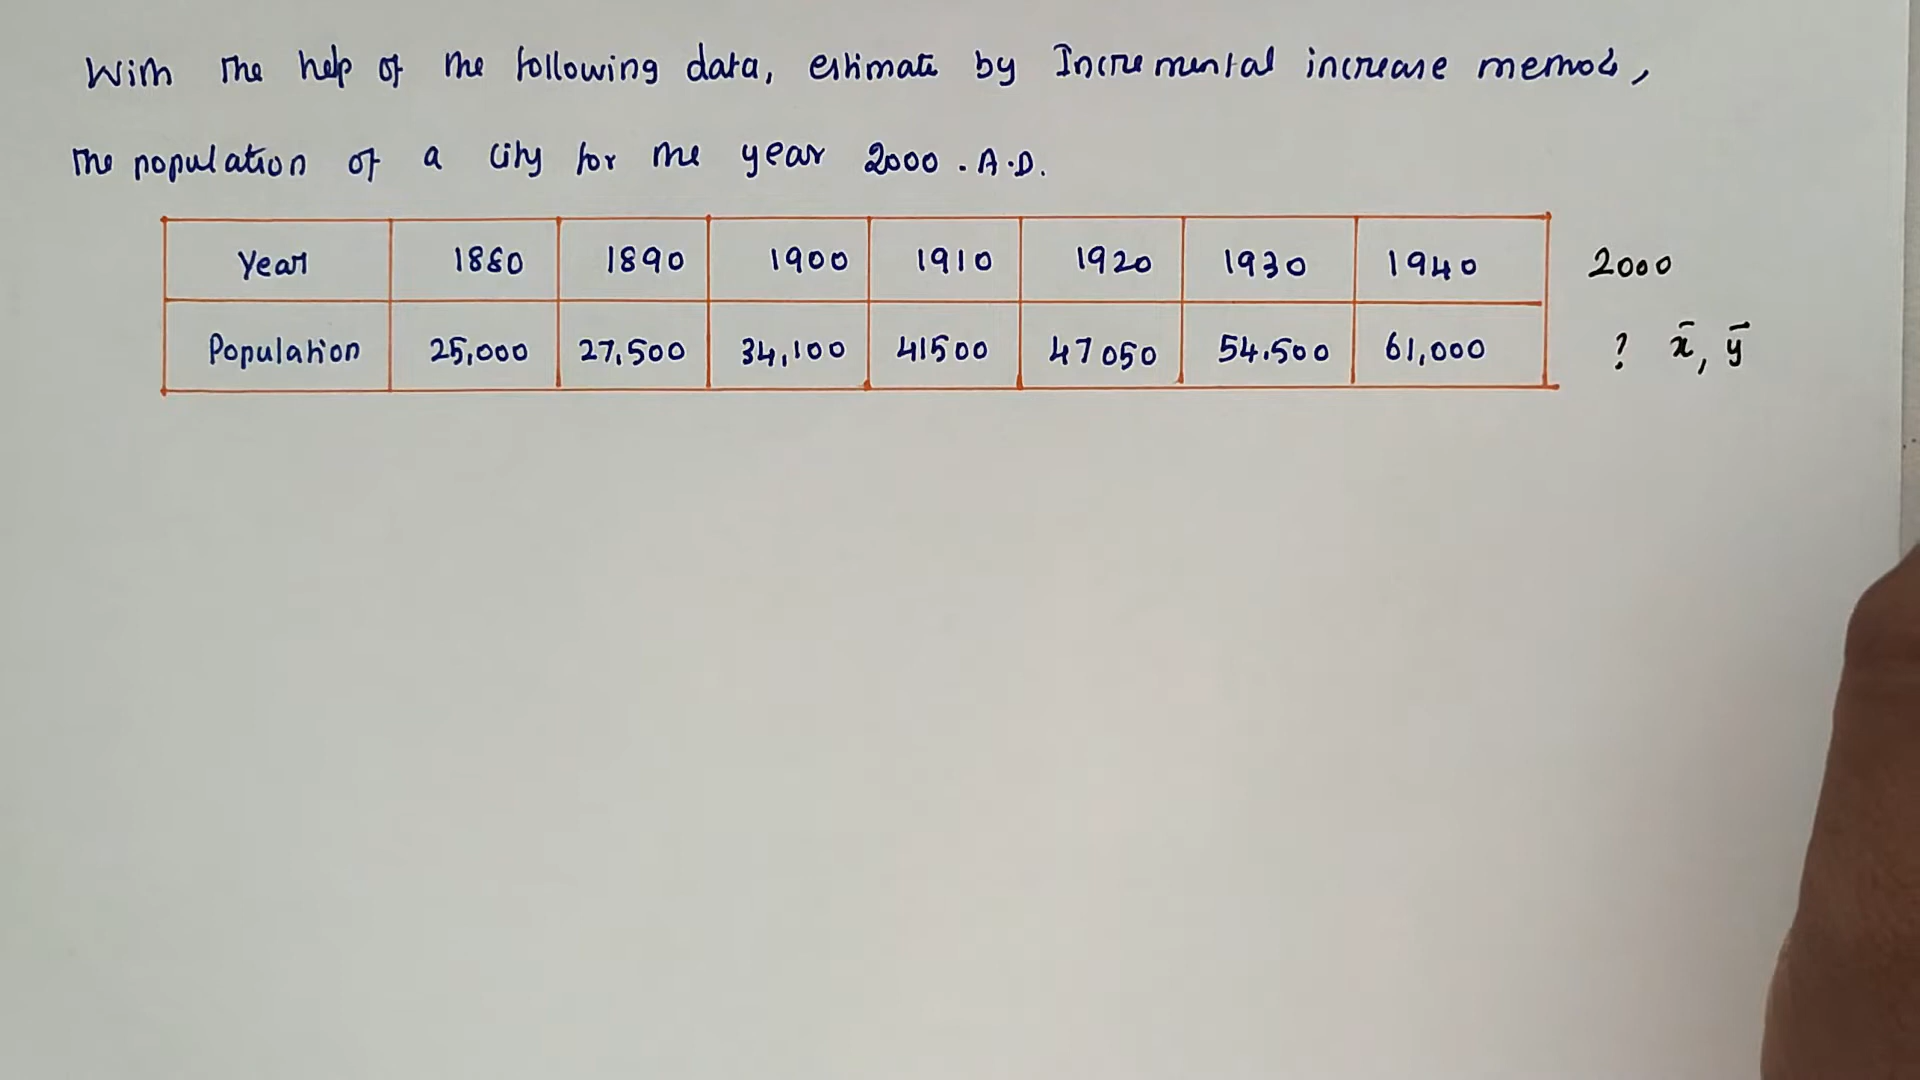 With the help of the following data, estimate by Incremental increase method,
the population of a city for the year 2000 . A.D.
Year 1880 1890 1900 1910 1920 1930 1940 2000
Population 25,000 27,500 34,100 41500 47050 54.500 61,000 ? x̄, ȳ